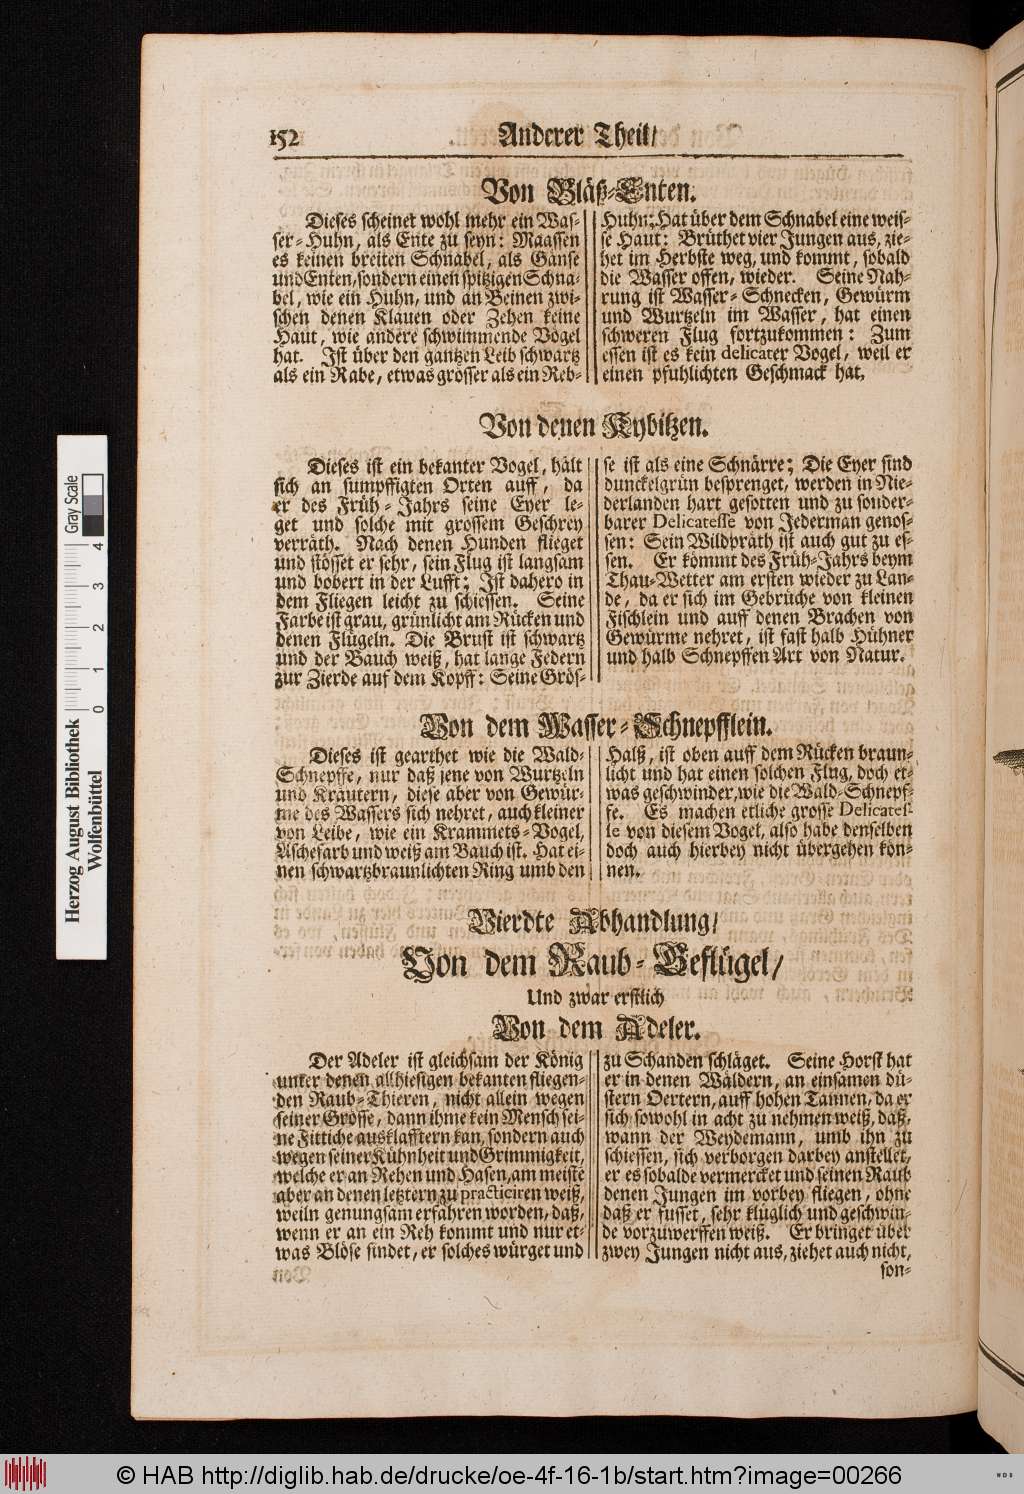 152
Anderer Theil/
Von Bläß-Enten.
Dieses scheinet wohl mehr ein Was-
ser-Huhn, als Ente zu seyn: Maassen
es keinen breiten Schnabel, als Gänse
und Enten, sondern einen spitzigen Schna-
bel, wie ein Huhn, und an Beinen zwi-
schen denen Klauen oder Zehen keine
Haut, wie andere schwimmende Vögel
hat. Ist über den gantzen Leib schwartz
als ein Rabe, etwas grösser als ein Reb-
Huhn: Hat über dem Schnabel eine weis-
se Haut: Brüthet vier Jungen aus, zie-
het im Herbste weg, und kommt, sobald
die Wasser offen, wieder. Seine Nah-
rung ist Wasser-Schnecken, Gewürm
und Wurtzeln im Wasser, hat einen
schweren Flug fortzukommen: Zum
essen ist es kein delicater Vogel, weil er
einen pfuhlichten Geschmack hat.
Von denen Kybitzen.
Dieses ist ein bekanter Vogel, hält
sich an sumpffigten Orten auff, da
er des Früh-Jahrs seine Eyer le-
get und solche mit grossem Geschrey
verräth. Nach denen Hunden flieget
und stösset er sehr, sein Flug ist langsam
und bobert in der Lufft; Ist dahero in
dem Fliegen leicht zu schiessen. Seine
Farbe ist grau, grünlicht am Rücken und
denen Flügeln. Die Brust ist schwartz
und der Bauch weiß, hat lange Federn
zur Zierde auf dem Kopff: Seine Grös-
se ist als eine Schnärre; Die Eyer sind
dunckelgrün besprenget, werden in Nie-
derlanden hart gesotten und zu sonder-
barer Delicatesse von Jederman genos-
sen: Sein Wildpräth ist auch gut zu es-
sen. Er kömmt des Früh-Jahrs beym
Thau-Wetter am ersten wieder zu Lan-
de, da er sich im Gebrüche von kleinen
Fischlein und auff denen Brachen von
Gewürme nehret, ist fast halb Hühner
und halb Schnepffen Art von Natur.
Von dem Wasser-Schnepfflein.
Dieses ist gearthet wie die Wald-
Schnepffe, nur daß jene von Wurtzeln
und Kräutern, diese aber von Gewür-
me des Wassers sich nehret, auch kleiner
von Leibe, wie ein Krammets-Vogel,
Aschefarb und weiß am Bauch ist. Hat ei-
nen schwartzbraunlichten Ring umb den
Halß, ist oben auff dem Rücken braun-
licht und hat einen solchen Flug, doch et-
was geschwinder, wie die Wald-Schnepf-
fe. Es machen etliche grosse Delicatel-
le von diesem Vogel, also habe denselben
doch auch hierbey nicht übergehen kön-
nen.
Vierdte Abhandlung/
Von dem Raub-Geflügel/
Und zwar erstlich
Von dem Adeler.
Der Adeler ist gleichsam der König
unter denen allhiesigen bekanten fliegen-
den Raub-Thieren, nicht allein wegen
seiner Grösse, dann ihme kein Mensch sei-
ne Fittiche ausklafftern kan, sondern auch
wegen seiner Kühnheit und Grimmigkeit,
welche er an Rehen und Hasen, am meiste
aber an denen letztern zu practiciren weiß,
weiln genungsam erfahren worden, daß,
wenn er an ein Reh kommt und nur et-
was Blöse findet, er solches würget und
zu Schanden schläget. Seine Horst hat
er in denen Wäldern, an einsamen dü-
stern Oertern, auff hohen Tannen, da er
sich sowohl in acht zu nehmen weiß, daß,
wann der Weydemann, umb ihn zu
schiessen, sich verborgen darbey anstellet,
er es sobalde vermercket und seinen Raub
denen Jungen im vorbey fliegen, ohne
daß er fusset, sehr klüglich und geschwin-
de vorzuwerffen weiß. Er bringet über
zwey Jungen nicht aus, ziehet auch nicht,
son-
Herzog August Bibliothek
Wolfenbüttel
0 1 2 3 4
Gray Scale
© HAB http://diglib.hab.de/drucke/oe-4f-16-1b/start.htm?image=00266